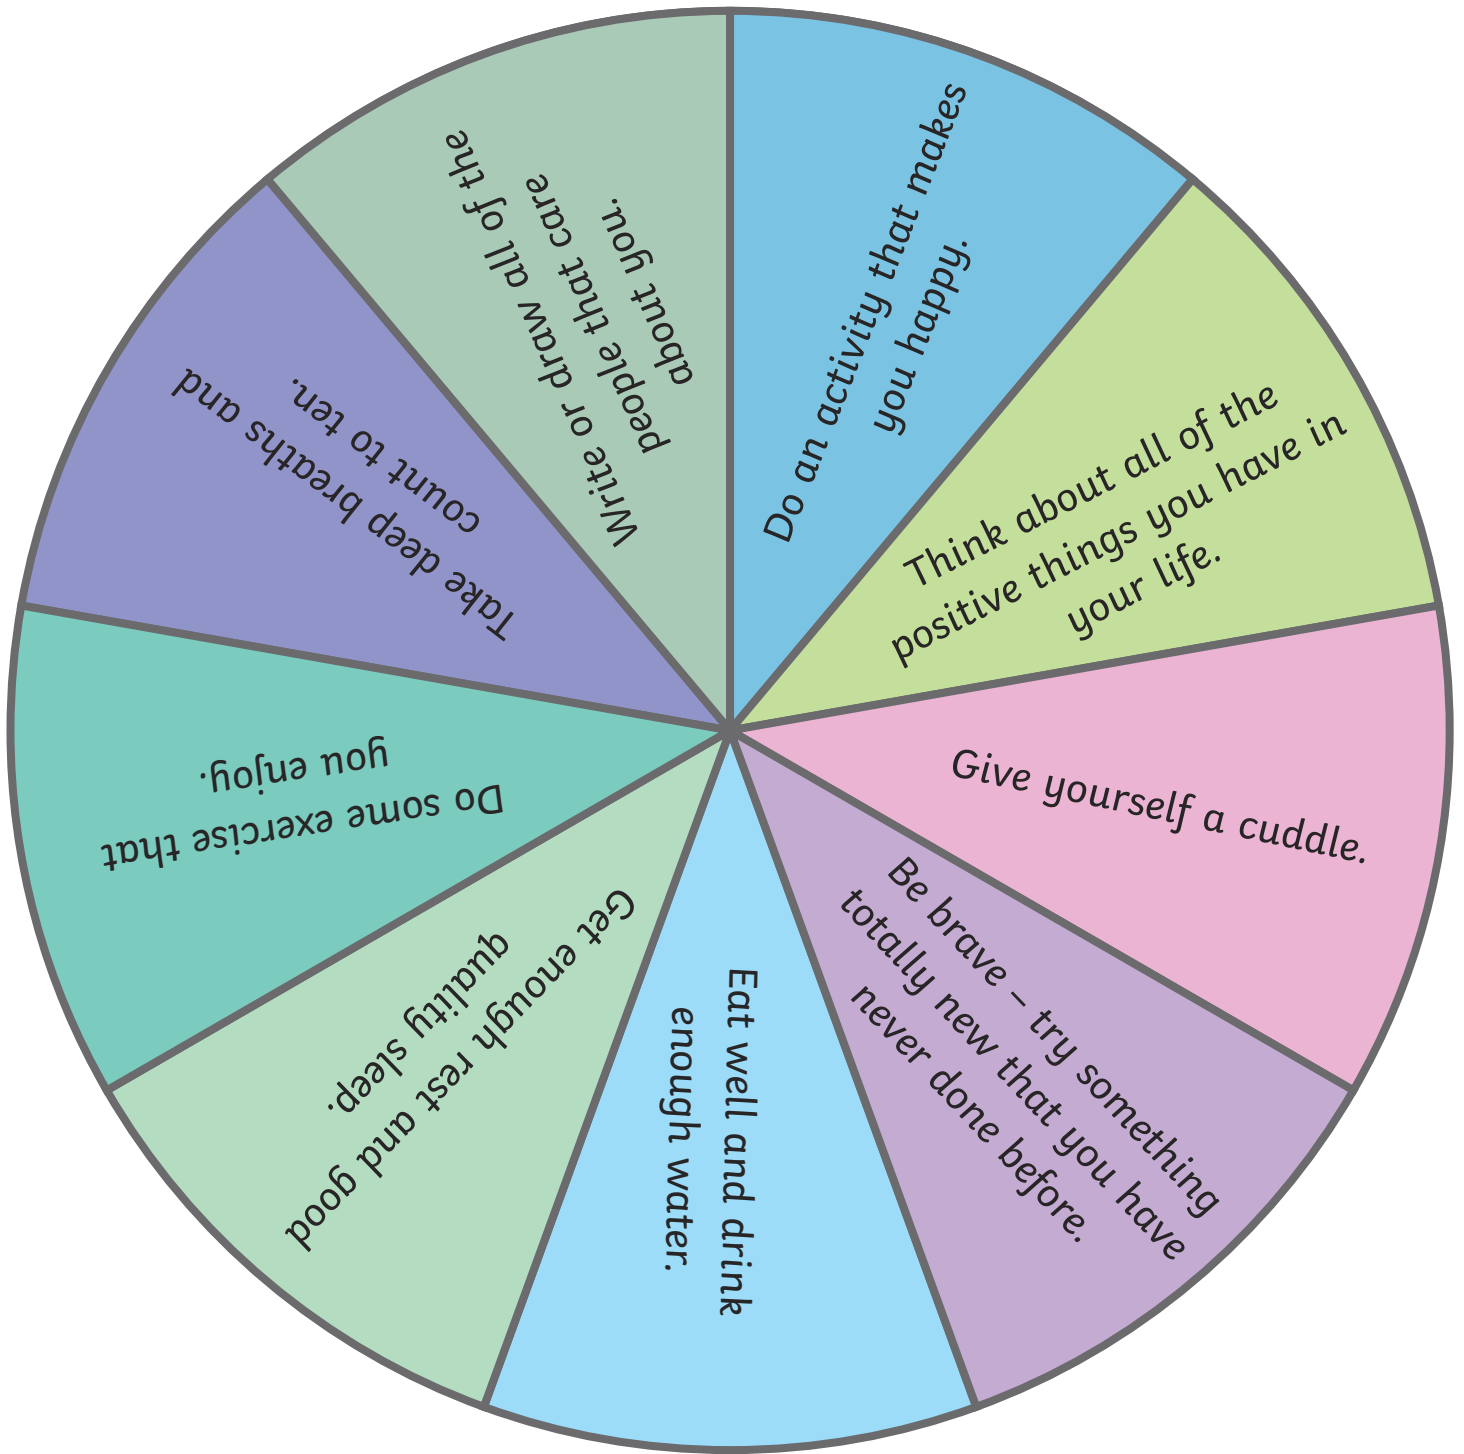 Do an activity that makes
you happy.
Think about all of the
positive things you have in
your life.
Give yourself a cuddle.
Be brave – try something
totally new that you have
never done before.
Eat well and drink
enough water.
Get enough rest and good
quality sleep.
Do some exercise that
you enjoy.
Take deep breaths and
count to ten.
Write or draw all of the
people that care
about you.